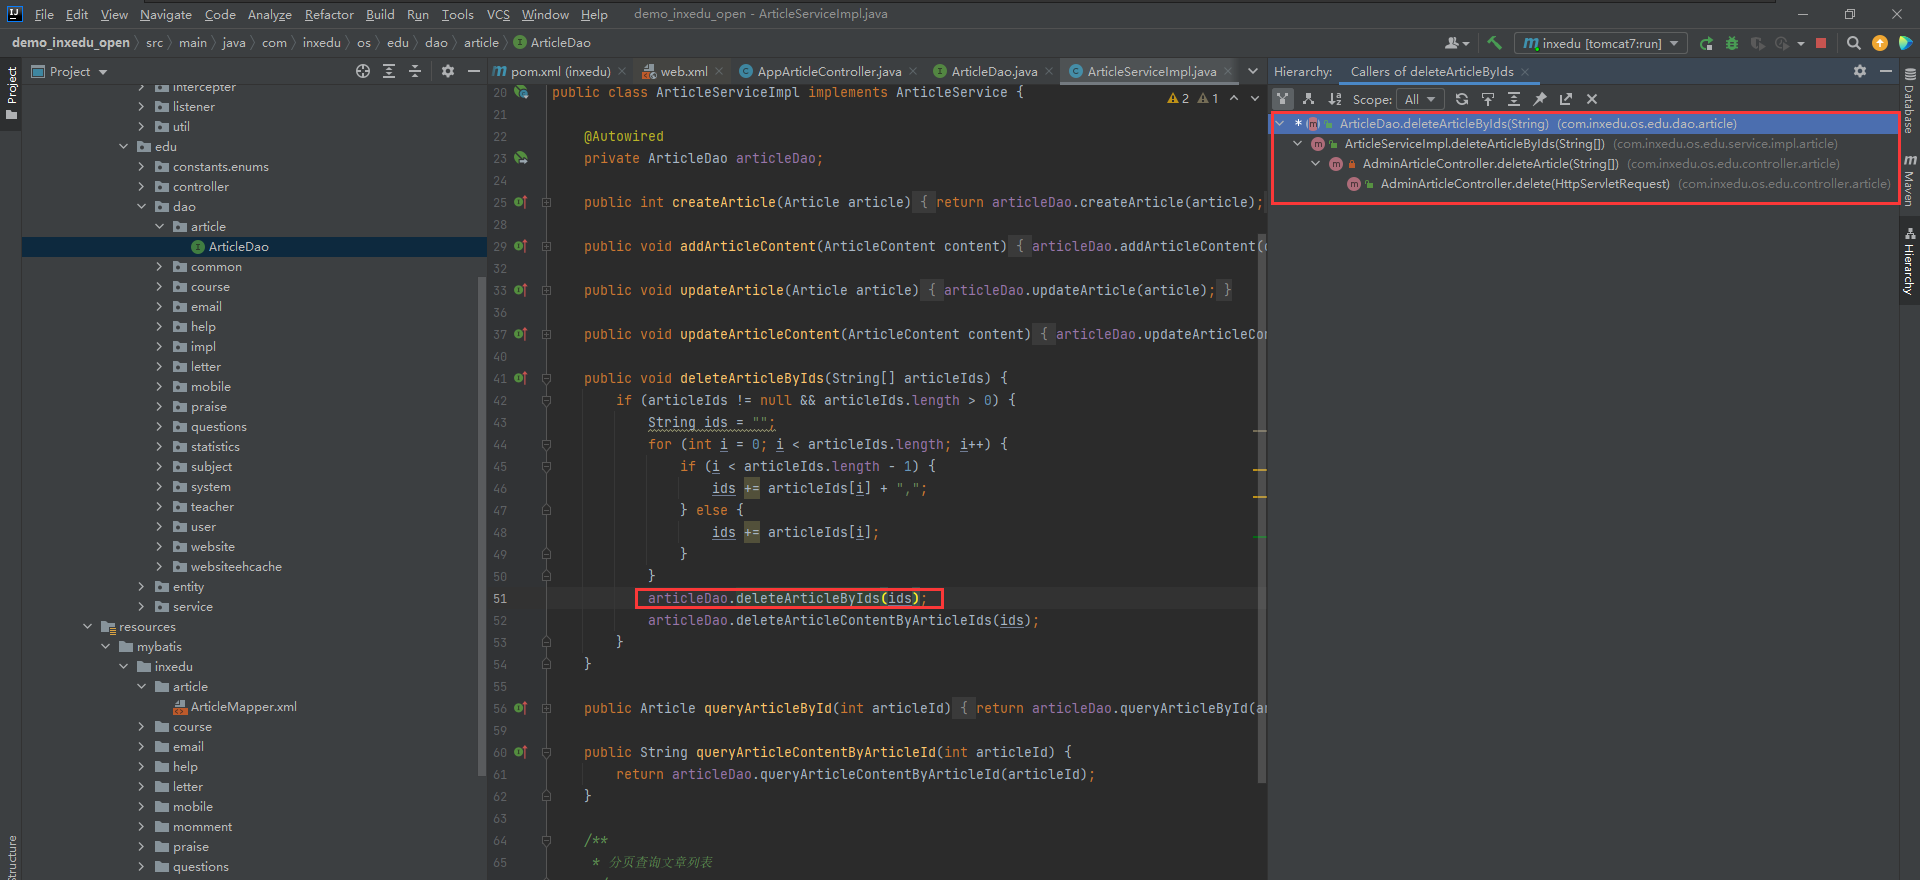 File Edit View Navigate Code Analyze Refactor Build Run Tools VCS Window Help demo_inxedu_open - ArticleServiceImpl.java
demo_inxedu_open src main java com inxedu os edu dao article ArticleDao
inxedu [tomcat7:run]
Project
Project
pom.xml (inxedu)
web.xml
AppArticleController.java
ArticleDao.java
ArticleServiceImpl.java
intercepter
listener
util
edu
constants.enums
controller
dao
article
ArticleDao
common
course
email
help
impl
letter
mobile
praise
questions
statistics
subject
system
teacher
user
website
websiteehcache
entity
service
resources
mybatis
inxedu
article
ArticleMapper.xml
course
email
help
letter
mobile
momment
praise
questions
Structure
2 1
20 public class ArticleServiceImpl implements ArticleService {
21
22 @Autowired
23 private ArticleDao articleDao;
24
25 public int createArticle(Article article) { return articleDao.createArticle(article);
28
29 public void addArticleContent(ArticleContent content) { articleDao.addArticleContent(
32
33 public void updateArticle(Article article) { articleDao.updateArticle(article); }
36
37 public void updateArticleContent(ArticleContent content) { articleDao.updateArticleCo
40
41 public void deleteArticleByIds(String[] articleIds) {
42 if (articleIds != null && articleIds.length > 0) {
43 String ids = "";
44 for (int i = 0; i < articleIds.length; i++) {
45 if (i < articleIds.length - 1) {
46 ids += articleIds[i] + ",";
47 } else {
48 ids += articleIds[i];
49 }
50 }
51 articleDao.deleteArticleByIds(ids);
52 articleDao.deleteArticleContentByArticleIds(ids);
53 }
54 }
55
56 public Article queryArticleById(int articleId) { return articleDao.queryArticleById(a
59
60 public String queryArticleContentByArticleId(int articleId) {
61 return articleDao.queryArticleContentByArticleId(articleId);
62 }
63
64 /**
65 * 分页查询文章列表
Hierarchy: Callers of deleteArticleByIds
Scope: All
* ArticleDao.deleteArticleByIds(String) (com.inxedu.os.edu.dao.article)
ArticleServiceImpl.deleteArticleByIds(String[]) (com.inxedu.os.edu.service.impl.article)
AdminArticleController.deleteArticle(String[]) (com.inxedu.os.edu.controller.article)
AdminArticleController.delete(HttpServletRequest) (com.inxedu.os.edu.controller.article)
Database
Maven
Hierarchy